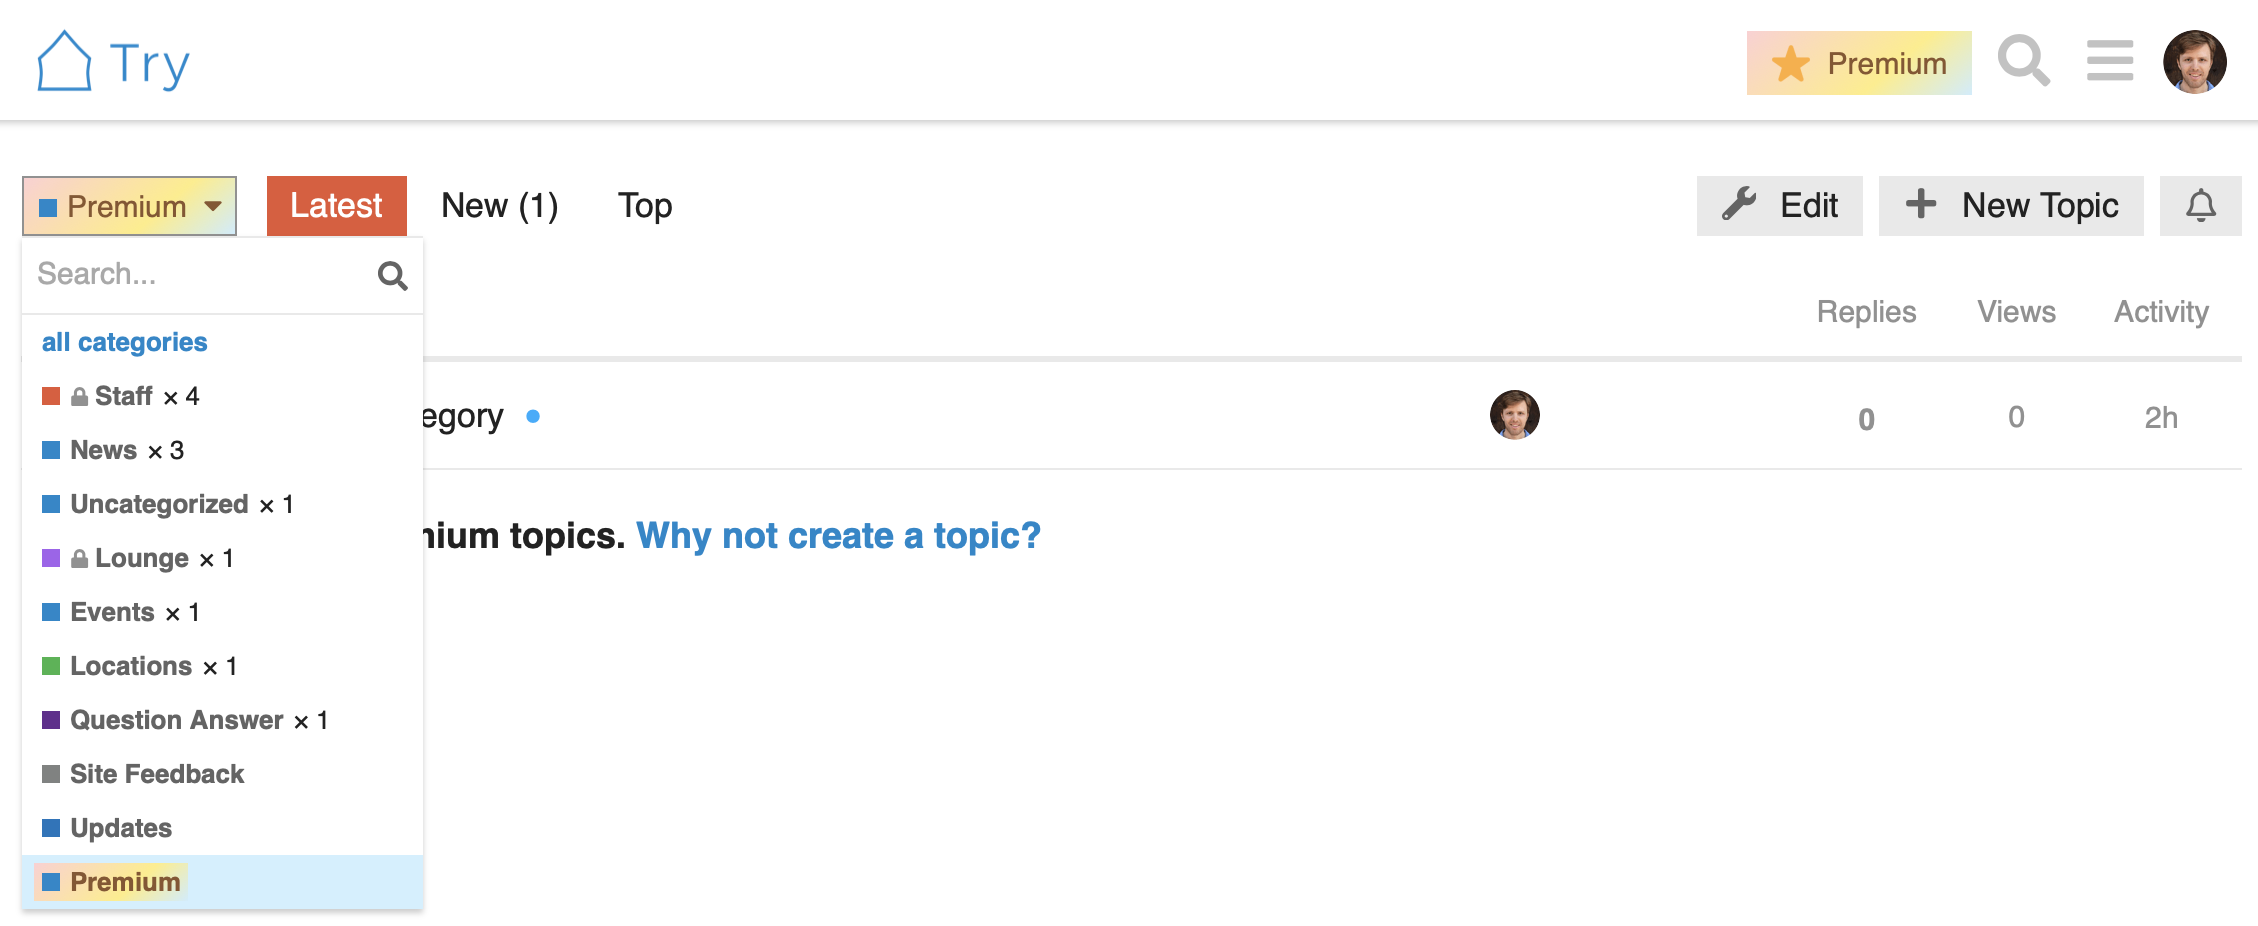 Try
Premium
Premium
Latest
New (1)
Top
Edit
New Topic
Search...
Replies
Views
Activity
all categories
Staff × 4
egory
0
0
2h
News × 3
Uncategorized × 1
nium topics. Why not create a topic?
Lounge × 1
Events × 1
Locations × 1
Question Answer × 1
Site Feedback
Updates
Premium